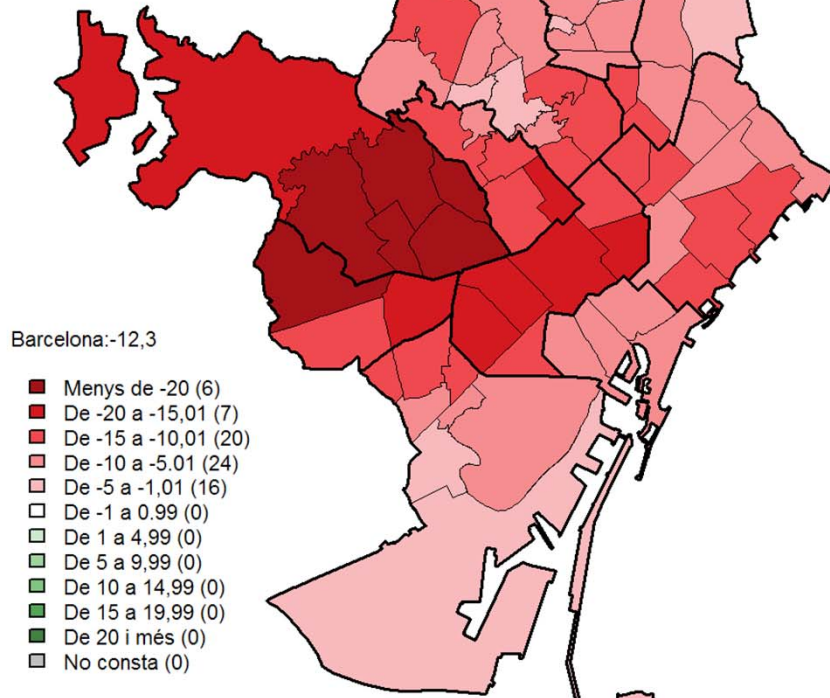 Barcelona:-12,3
Menys de -20 (6)
De -20 a -15,01 (7)
De -15 a -10,01 (20)
De -10 a -5.01 (24)
De -5 a -1,01 (16)
De -1 a 0.99 (0)
De 1 a 4,99 (0)
De 5 a 9,99 (0)
De 10 a 14,99 (0)
De 15 a 19,99 (0)
De 20 i més (0)
No consta (0)